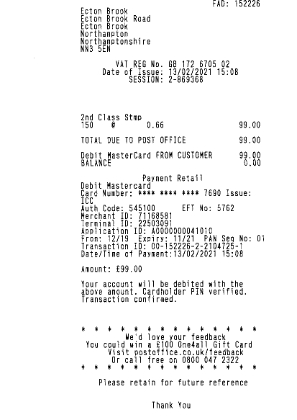 FAD: 152226
Ecton Brook
Ecton Brook Road
Ecton Brook
Northampton
Northamptonshire
NN3 5EN
VAT REG No. GB 172 6705 02
Date of Issue: 13/02/2021 15:08
SESSION: 2-869368
2nd Class Stmp
150 @ 0.66 99.00
TOTAL DUE TO POST OFFICE 99.00
Debit MasterCard FROM CUSTOMER 99.00
BALANCE 0.00
Payment Retail
Debit Mastercard
Card Number: **** **** **** 7690 Issue:
ICC
Auth Code: 545100 EFT No: 5762
Merchant ID: 71168581
Terminal ID: 22503091
Application ID: A0000000041010
From: 12/19 Expiry: 11/21 PAN Seq No: 01
Transaction ID: 00-152226-2-2104725-1
Date/Time of Payment:13/02/2021 15:08
Amount: £99.00
Your account will be debited with the
above amount. Cardholder PIN verified.
Transaction confirmed.
* * * * * * * * * * * * *
We'd love your feedback
You could win a £100 One4all Gift Card
Visit postoffice.co.uk/feedback
Or call free on 0800 047 2322
* * * * * * * * * * * * *
Please retain for future reference
Thank You